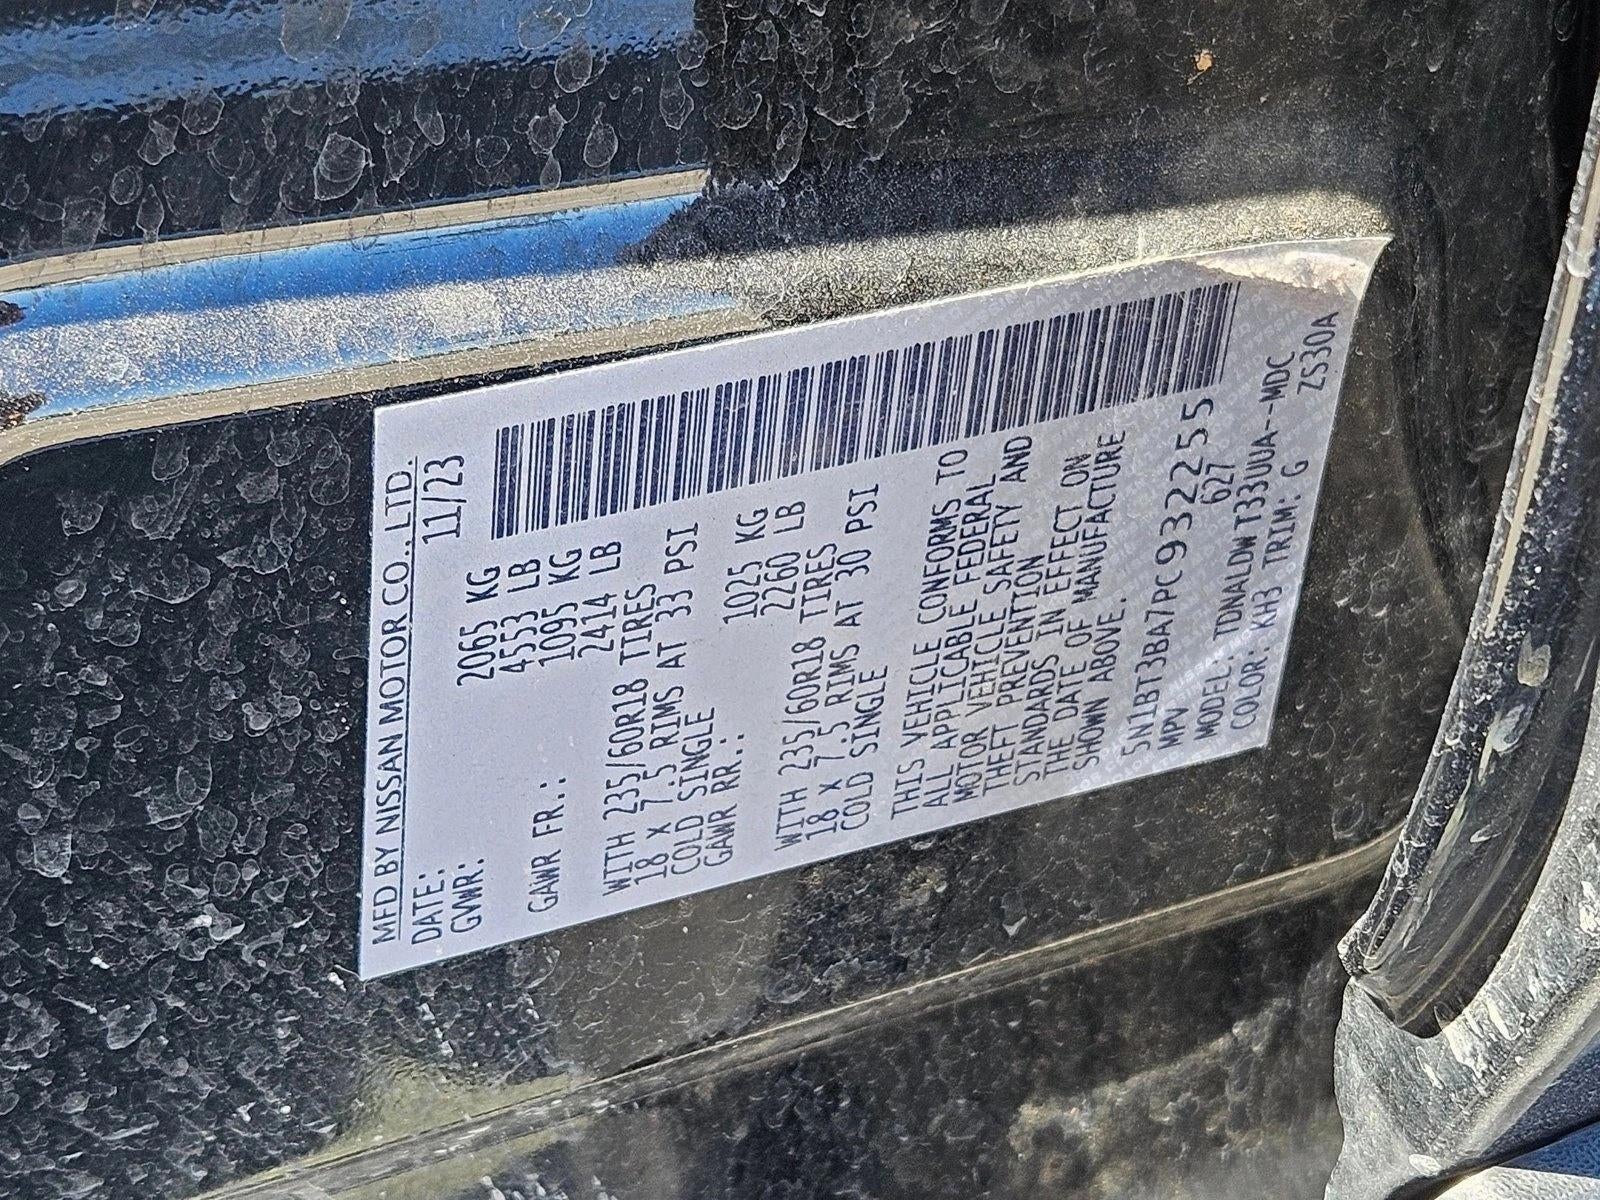 MFD BY NISSAN MOTOR CO., LTD.
DATE: 11/23
GVWR: 2065 KG
4553 LB
GAWR FR.: 1095 KG
2414 LB
WITH 235/60R18 TIRES
18 X 7.5 RIMS AT 33 PSI
COLD SINGLE
GAWR RR.: 1025 KG
2260 LB
WITH 235/60R18 TIRES
18 X 7.5 RIMS AT 30 PSI
COLD SINGLE
THIS VEHICLE CONFORMS TO
ALL APPLICABLE FEDERAL
MOTOR VEHICLE SAFETY AND
THEFT PREVENTION
STANDARDS IN EFFECT ON
THE DATE OF MANUFACTURE
SHOWN ABOVE.
5N1BT3BA7PC932255
MPV 627
MODEL: TDNALDW T33UUA--MDC
COLOR: KH3 TRIM: G ZS30A